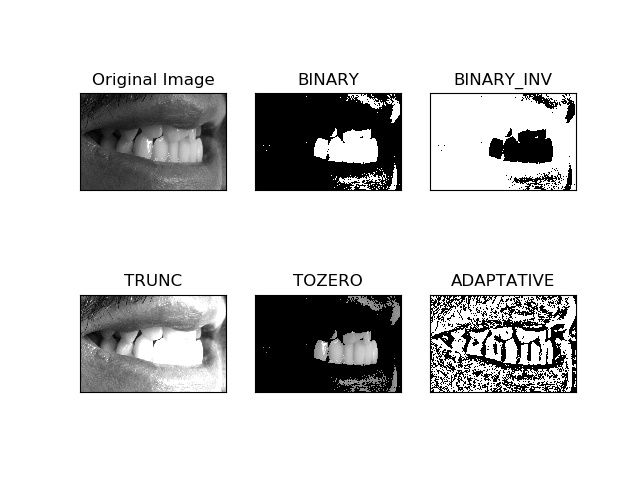 Original Image
BINARY
BINARY_INV
TRUNC
TOZERO
ADAPTATIVE